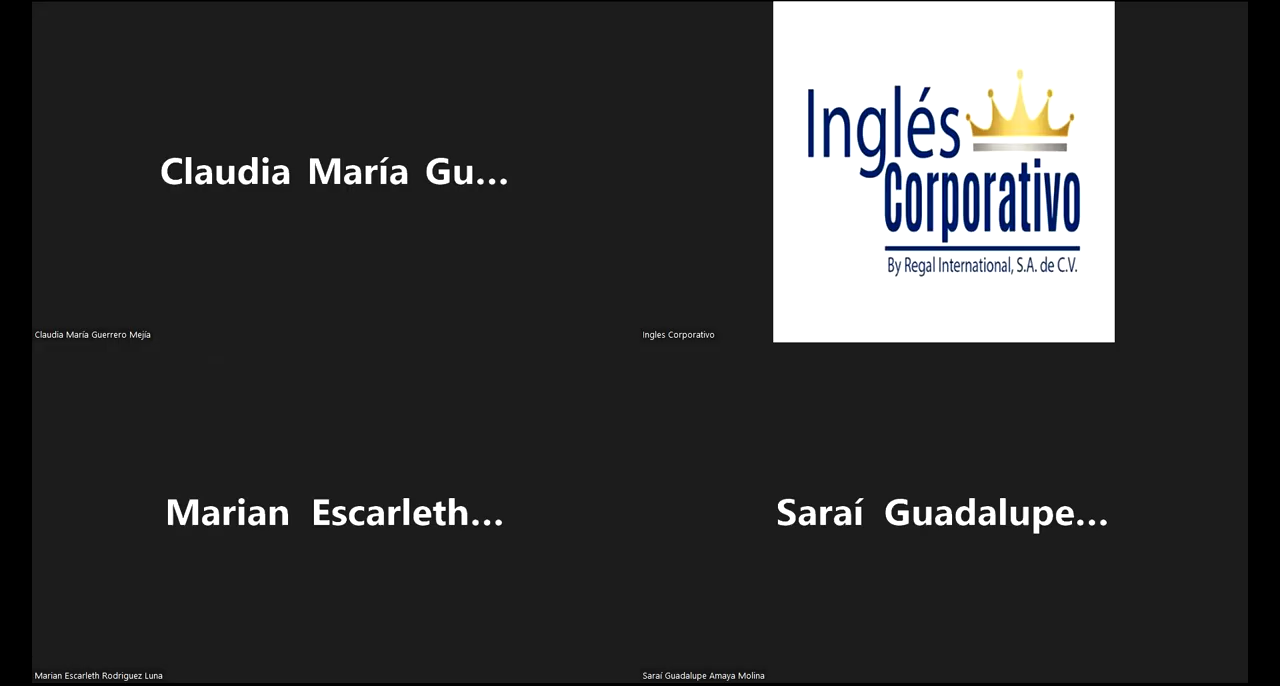 Claudia María Gu...
Claudia María Guerrero Mejía
Inglés
Corporativo
By Regal International, S.A. de C.V.
Ingles Corporativo
Marian Escarleth...
Marian Escarleth Rodriguez Luna
Saraí Guadalupe...
Saraí Guadalupe Amaya Molina